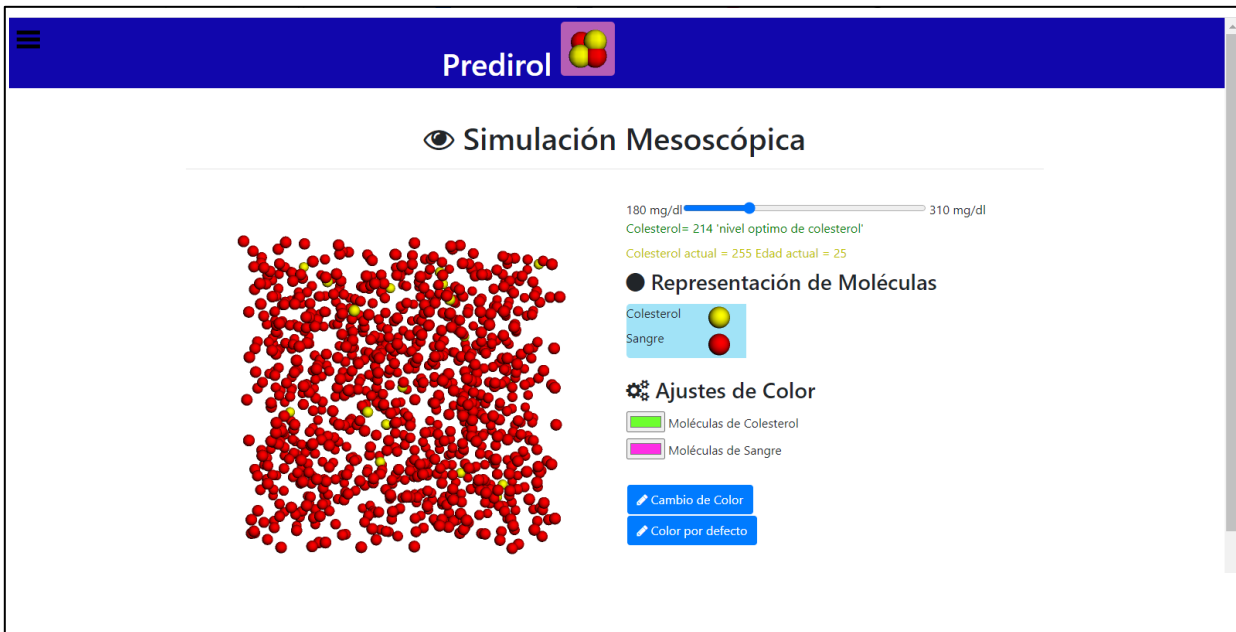 Predirol
Simulación Mesoscópica
180 mg/dl 310 mg/dl
Colesterol= 214 'nivel optimo de colesterol'
Colesterol actual = 255 Edad actual = 25
Representación de Moléculas
Colesterol
Sangre
Ajustes de Color
Moléculas de Colesterol
Moléculas de Sangre
Cambio de Color
Color por defecto